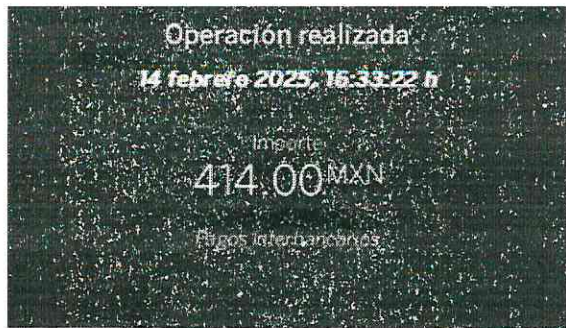 Operación realizada
14 febrero 2025, 16:33:22 h
Importe
414.00 MXN
Pagos interbancarios